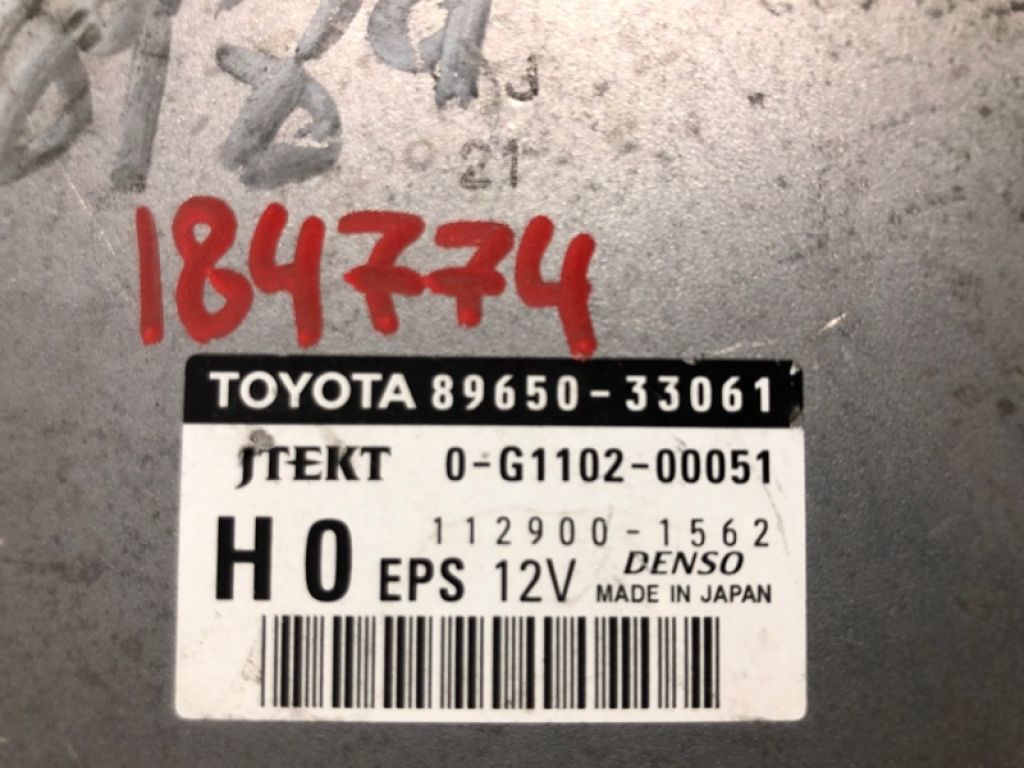 21
184774
TOYOTA 89650-33061
JTEKT 0-G1102-00051
H0 EPS 12V
112900-1562
DENSO
MADE IN JAPAN